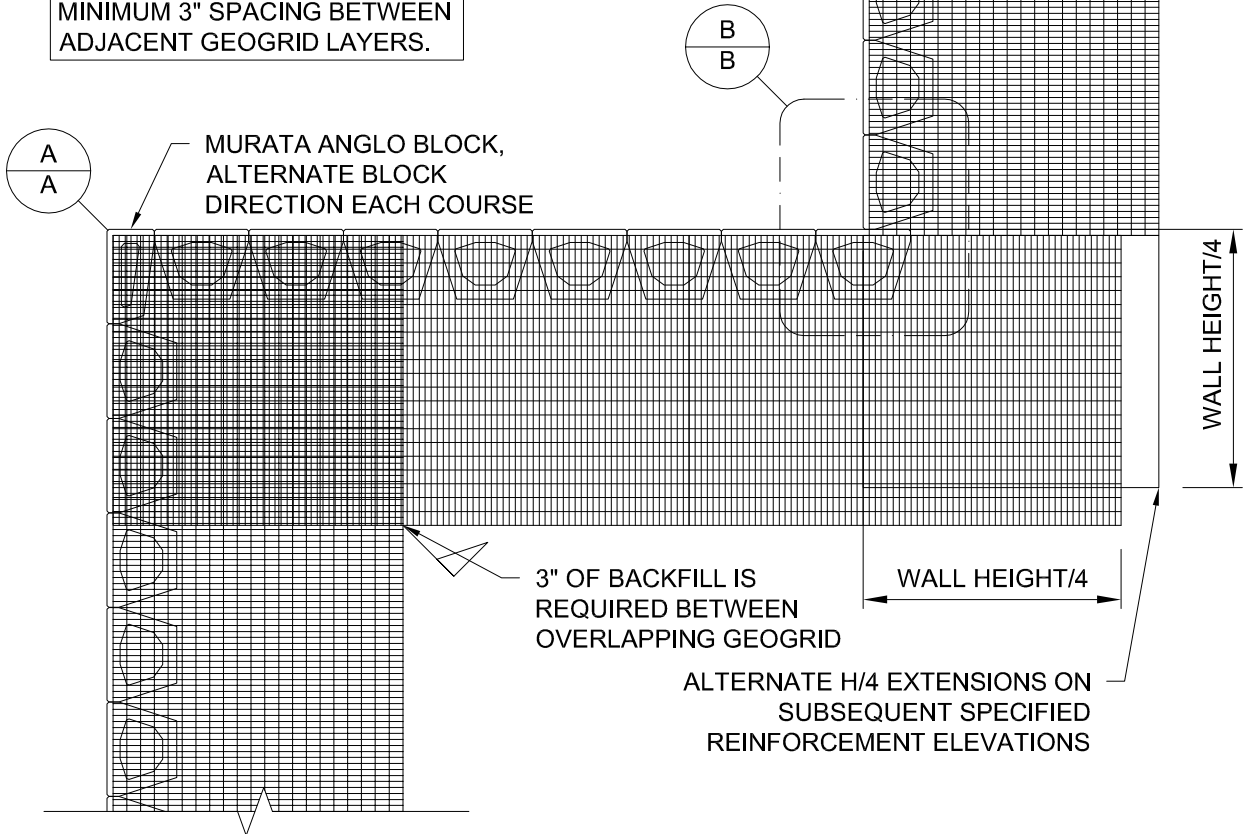 MINIMUM 3" SPACING BETWEEN
ADJACENT GEOGRID LAYERS.
B
B
A
A
MURATA ANGLO BLOCK,
ALTERNATE BLOCK
DIRECTION EACH COURSE
WALL HEIGHT/4
3" OF BACKFILL IS
REQUIRED BETWEEN
OVERLAPPING GEOGRID
WALL HEIGHT/4
ALTERNATE H/4 EXTENSIONS ON
SUBSEQUENT SPECIFIED
REINFORCEMENT ELEVATIONS